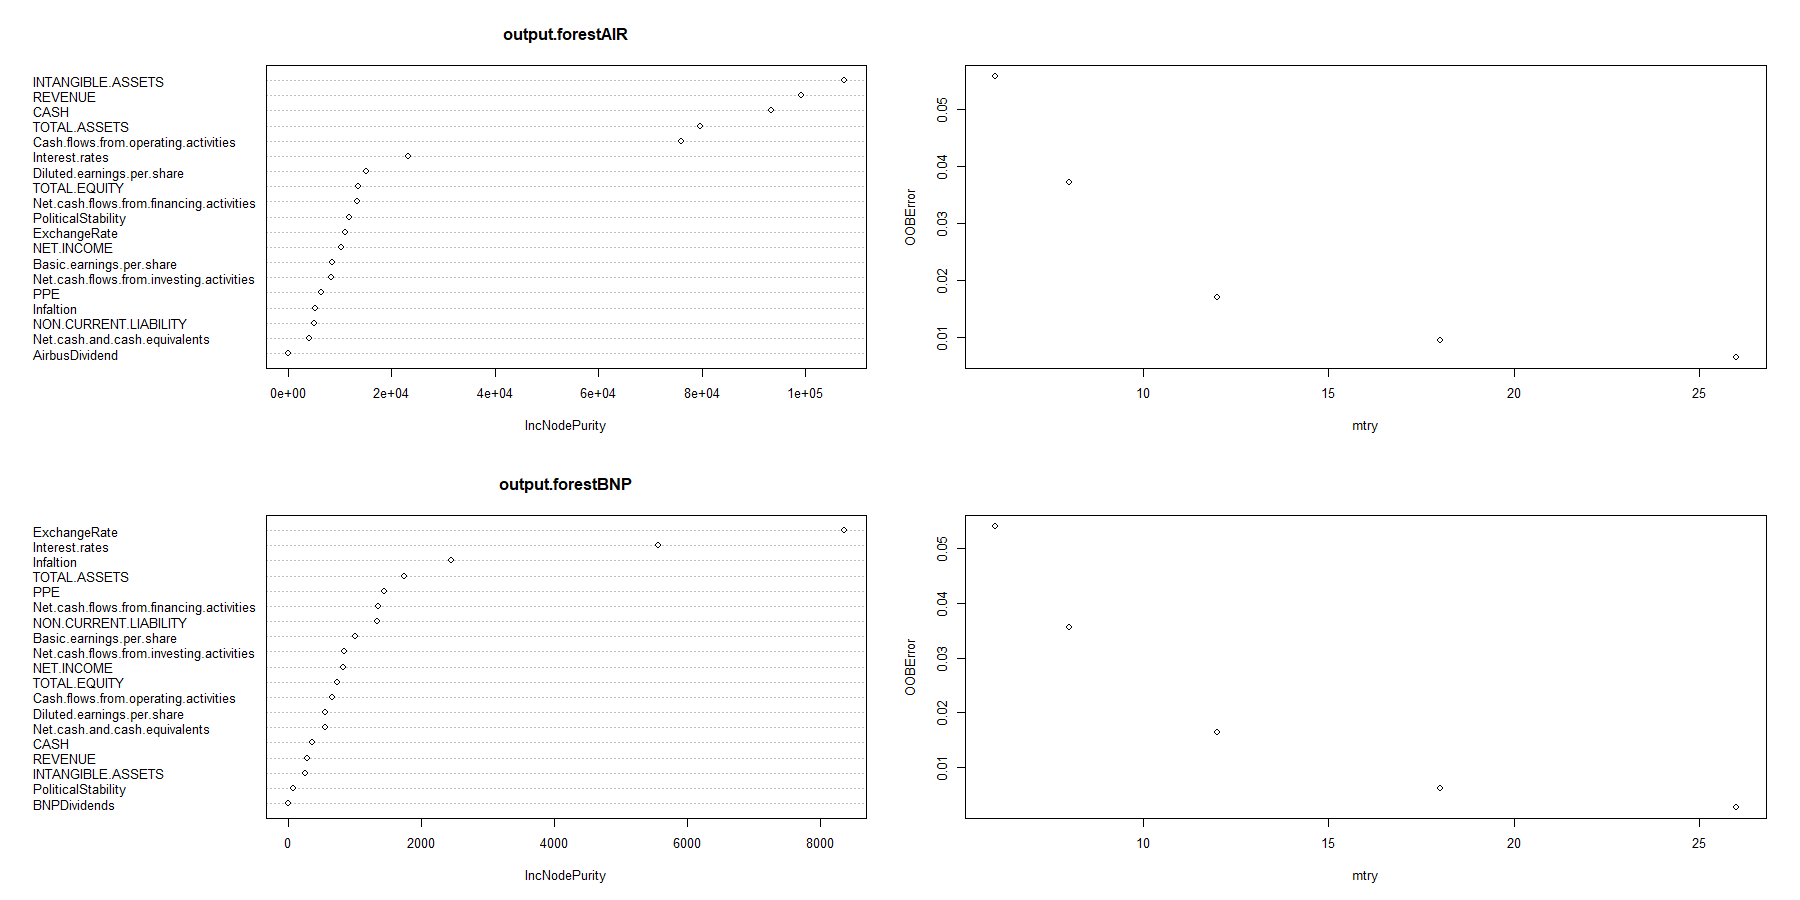 output.forestAIR
INTANGIBLE.ASSETS
REVENUE
CASH
TOTAL.ASSETS
Cash.flows.from.operating.activities
Interest.rates
Diluted.earnings.per.share
TOTAL.EQUITY
Net.cash.flows.from.financing.activities
PoliticalStability
ExchangeRate
NET.INCOME
Basic.earnings.per.share
Net.cash.flows.from.investing.activities
PPE
Infaltion
NON.CURRENT.LIABILITY
Net.cash.and.cash.equivalents
AirbusDividend
0e+00 2e+04 4e+04 6e+04 8e+04 1e+05
IncNodePurity
OOBError
0.05
0.04
0.03
0.02
0.01
10 15 20 25
mtry
output.forestBNP
ExchangeRate
Interest.rates
Infaltion
TOTAL.ASSETS
PPE
Net.cash.flows.from.financing.activities
NON.CURRENT.LIABILITY
Basic.earnings.per.share
Net.cash.flows.from.investing.activities
NET.INCOME
TOTAL.EQUITY
Cash.flows.from.operating.activities
Diluted.earnings.per.share
Net.cash.and.cash.equivalents
CASH
REVENUE
INTANGIBLE.ASSETS
PoliticalStability
BNPDividends
0 2000 4000 6000 8000
IncNodePurity
OOBError
0.05
0.04
0.03
0.02
0.01
10 15 20 25
mtry